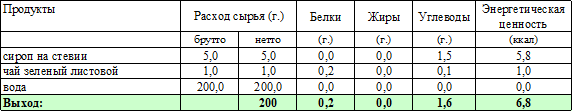 Продукты Расход сырья (г.) Белки Жиры Углеводы Энергетическая ценность
брутто нетто (г.) (г.) (г.) (ккал)
сироп на стевии 5,0 5,0 0,0 0,0 1,5 5,8
чай зеленый листовой 1,0 1,0 0,2 0,0 0,1 1,0
вода 200,0 200,0 0,0 0,0 0,0 0,0
Выход: 200 0,2 0,0 1,6 6,8